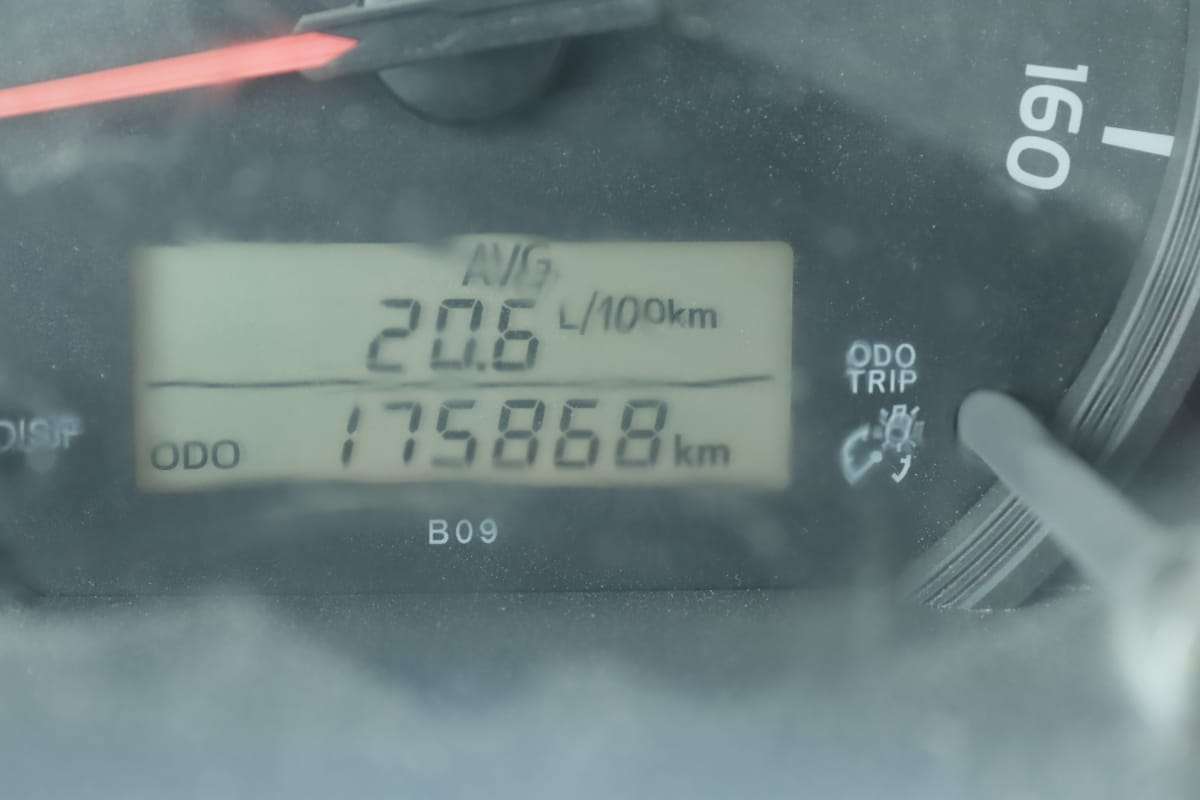 160
AVG
20.6 L/100km
ODO 175868 km
ODO
TRIP
DISP
B09